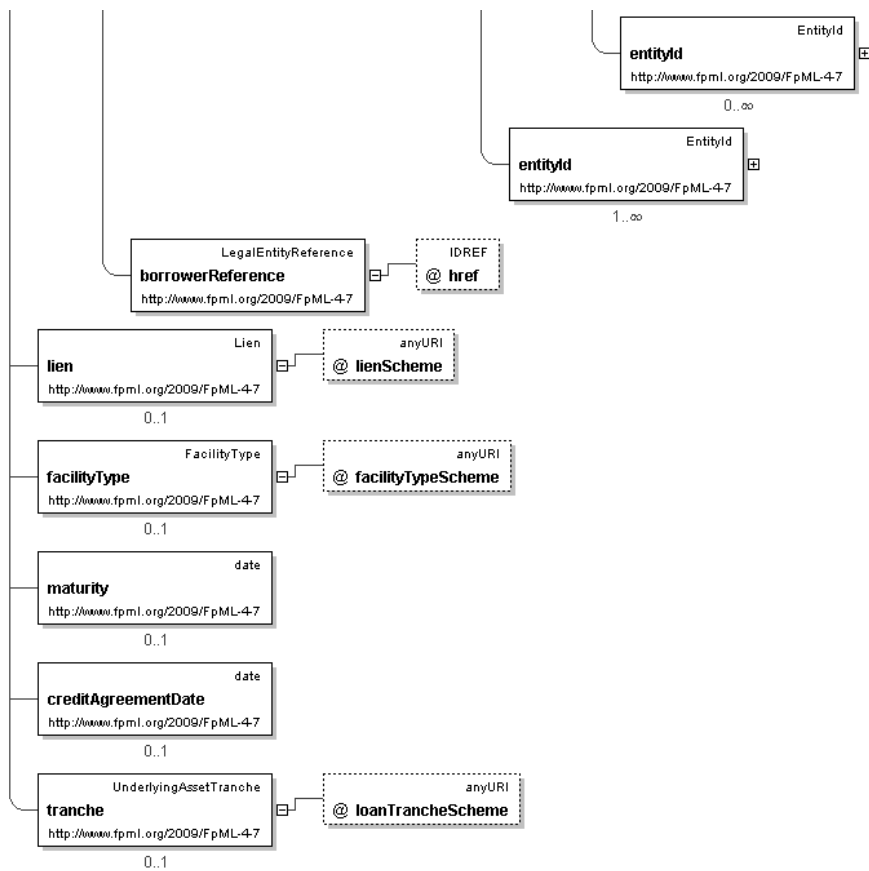 EntityId
entityId
http://www.fpml.org/2009/FpML-4-7
0..∞
EntityId
entityId
http://www.fpml.org/2009/FpML-4-7
1..∞
LegalEntityReference
borrowerReference
http://www.fpml.org/2009/FpML-4-7
IDREF
@ href
Lien
lien
http://www.fpml.org/2009/FpML-4-7
0..1
anyURI
@ lienScheme
FacilityType
facilityType
http://www.fpml.org/2009/FpML-4-7
0..1
anyURI
@ facilityTypeScheme
date
maturity
http://www.fpml.org/2009/FpML-4-7
0..1
date
creditAgreementDate
http://www.fpml.org/2009/FpML-4-7
0..1
UnderlyingAssetTranche
tranche
http://www.fpml.org/2009/FpML-4-7
0..1
anyURI
@ loanTrancheScheme